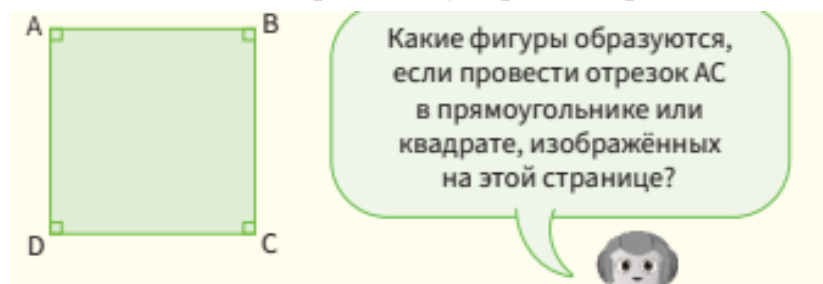 A
B
D
C
Какие фигуры образуются,
если провести отрезок AC
в прямоугольнике или
квадрате, изображённых
на этой странице?